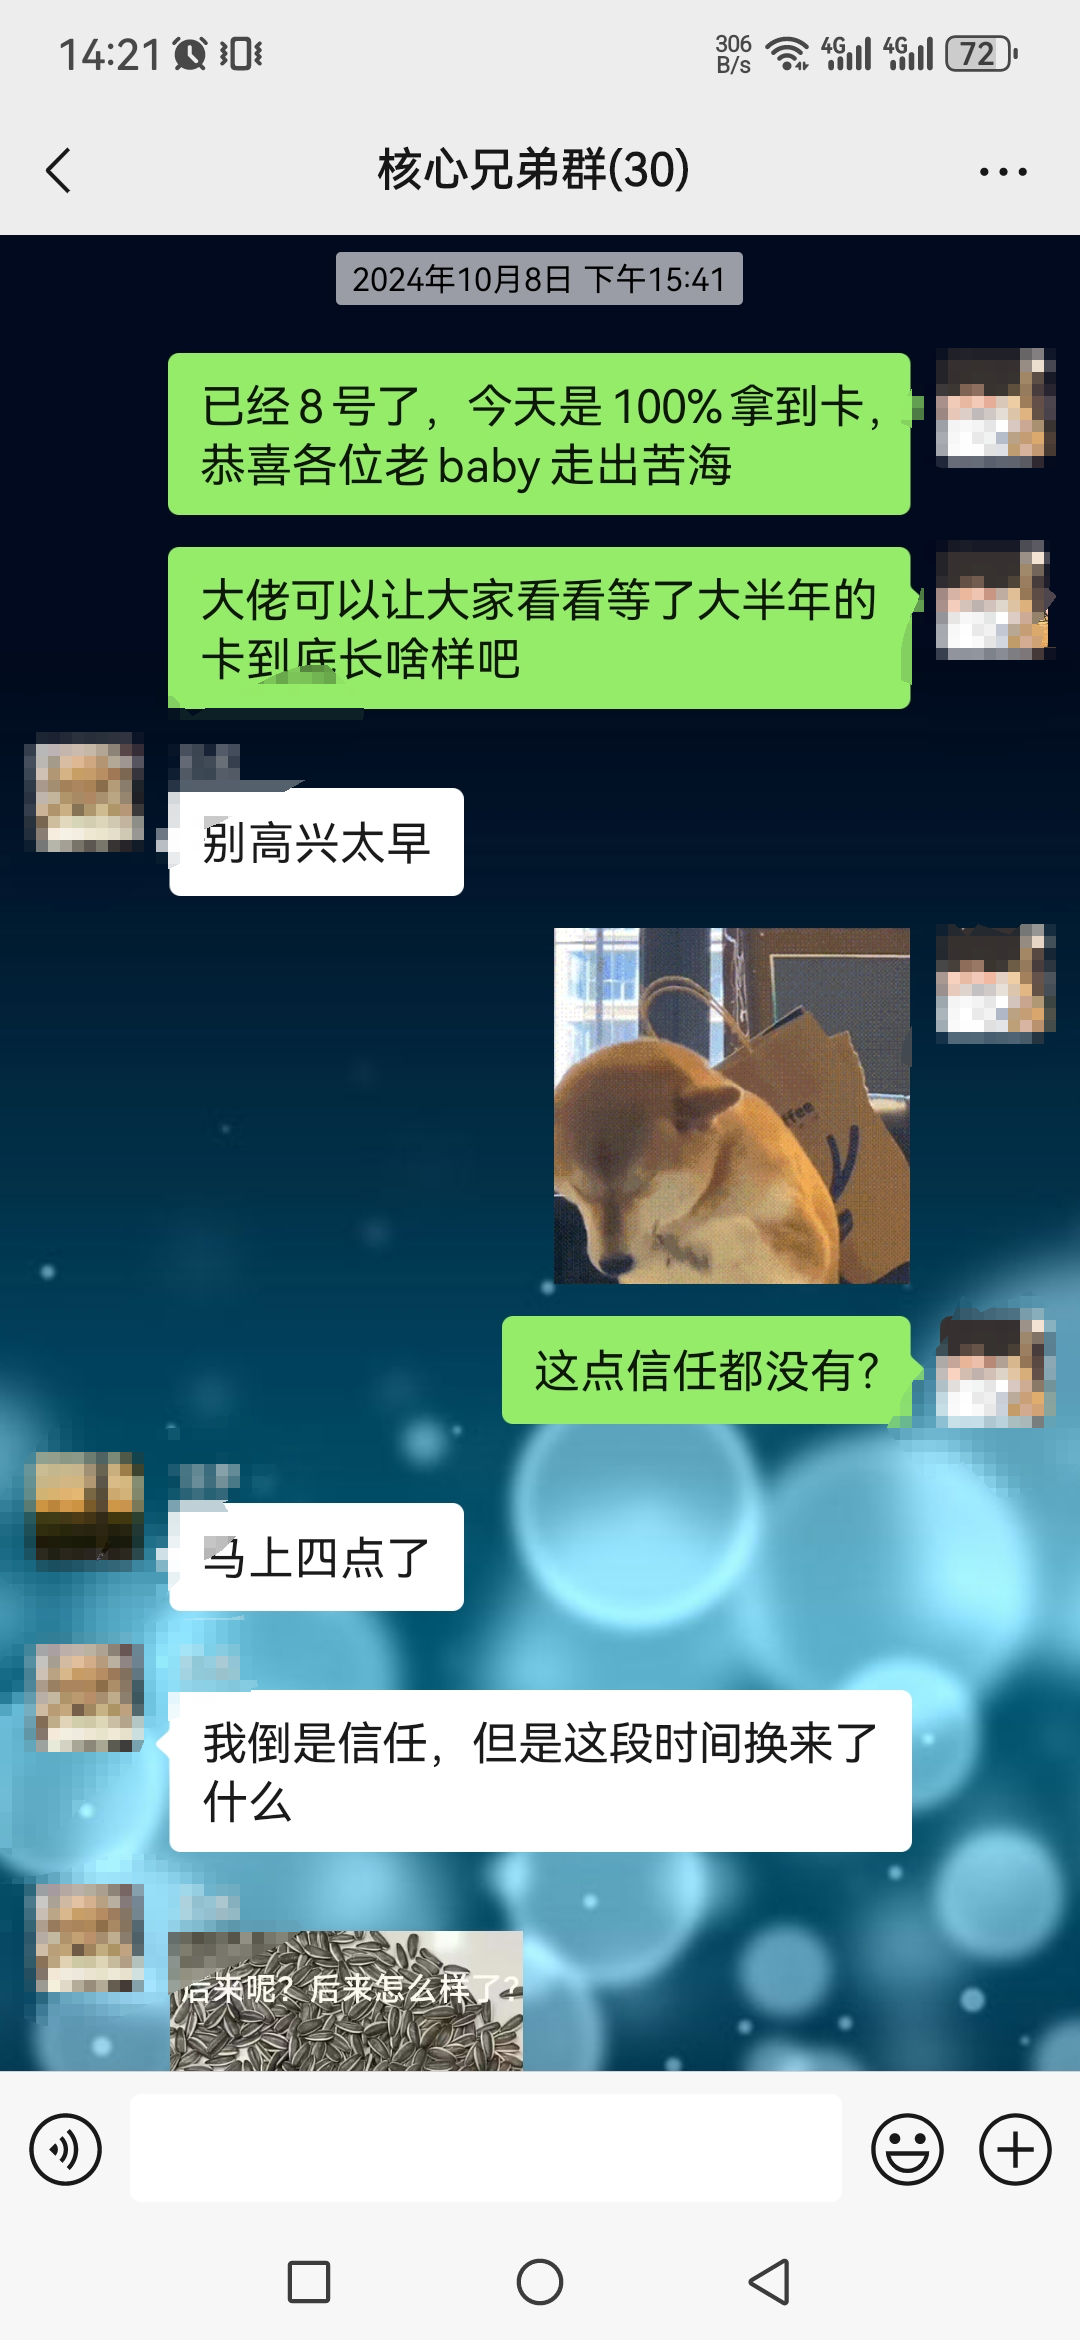 14:21
306
B/s
4G
4G
72
核心兄弟群(30)
2024年10月8日 下午15:41
已经8号了，今天是100%拿到卡，
恭喜各位老baby走出苦海
大佬可以让大家看看等了大半年的
卡到底长啥样吧
别高兴太早
ffee
这点信任都没有?
马上四点了
我倒是信任，但是这段时间换来了
什么
后来呢？后来怎么样了?